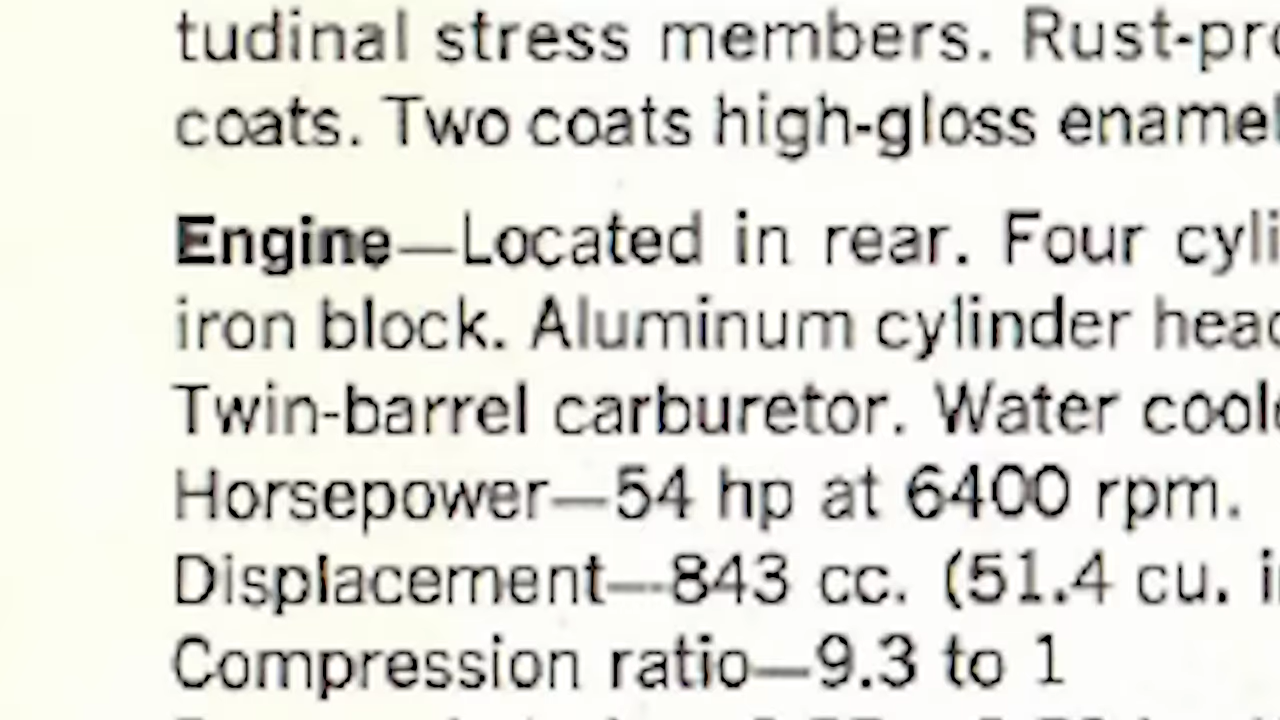 tudinal stress members. Rust-pro
coats. Two coats high-gloss enamel
Engine—Located in rear. Four cyli
iron block. Aluminum cylinder head
Twin-barrel carburetor. Water coole
Horsepower—54 hp at 6400 rpm.
Displacement—843 cc. (51.4 cu. in
Compression ratio—9.3 to 1